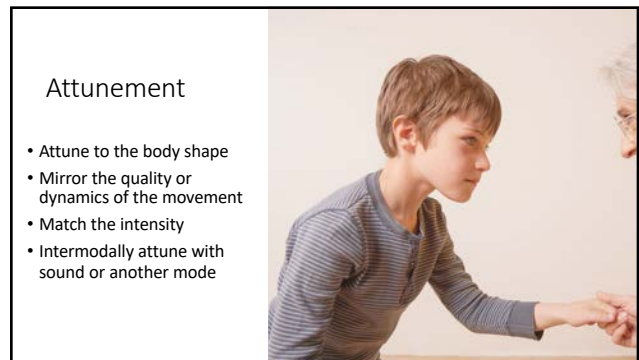 Attunement
• Attune to the body shape
• Mirror the quality or
dynamics of the movement
• Match the intensity
• Intermodally attune with
sound or another mode